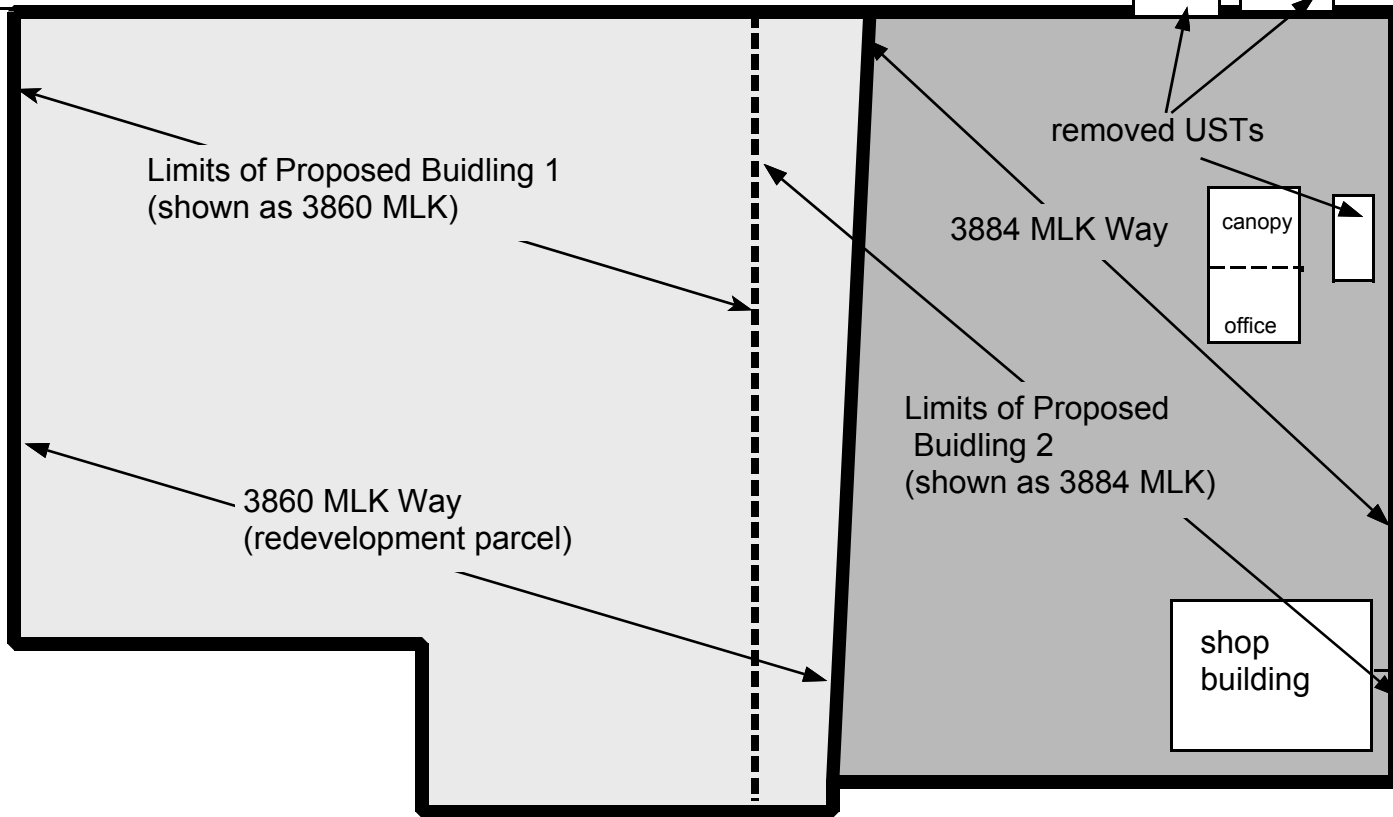 removed USTs
Limits of Proposed Buidling 1
(shown as 3860 MLK)
canopy
3884 MLK Way
office
Limits of Proposed
Buidling 2
(shown as 3884 MLK)
3860 MLK Way
(redevelopment parcel)
shop
building